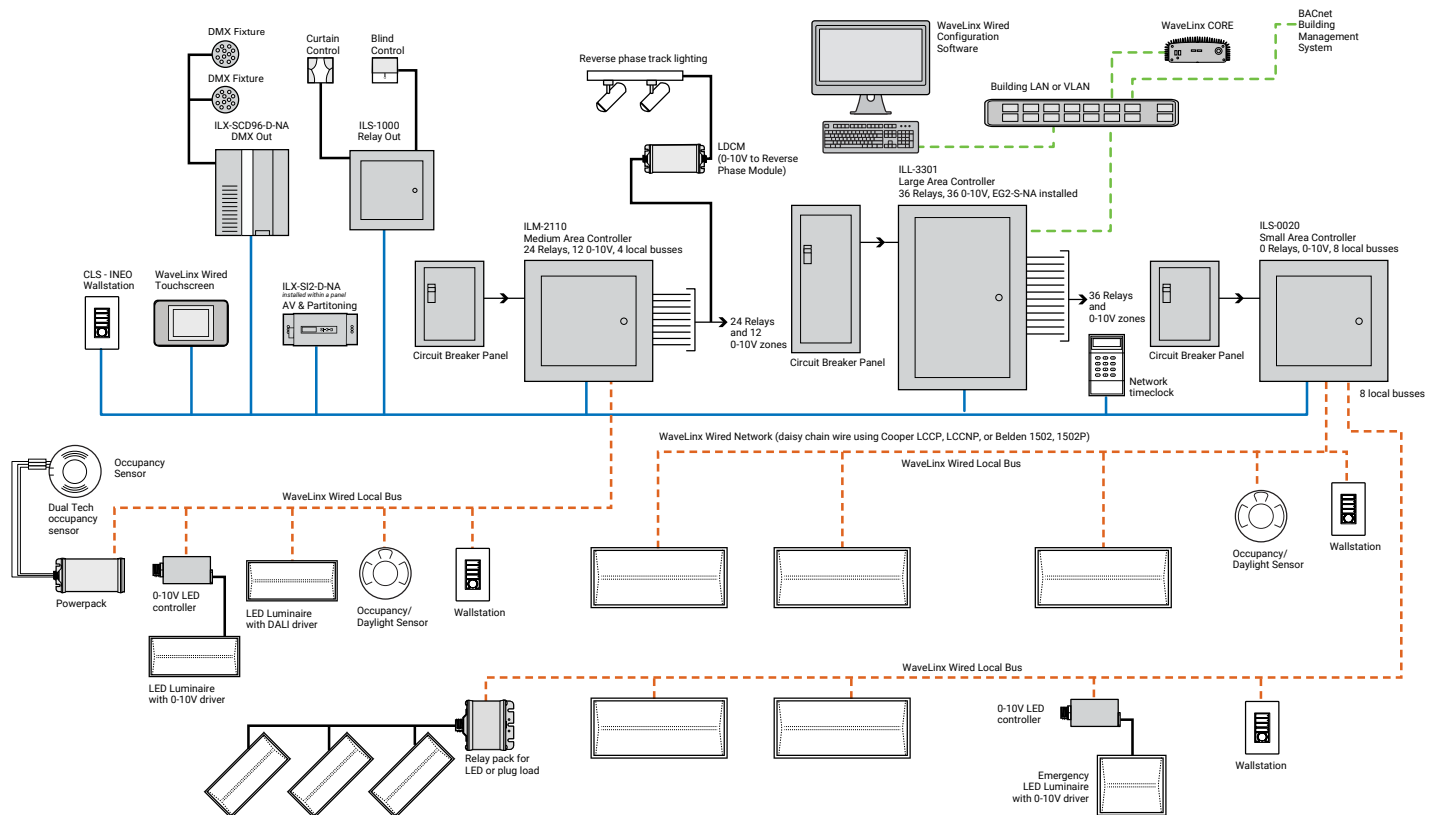 DMX Fixture
DMX Fixture
ILX-SCD96-D-NA
DMX Out
Curtain
Control
Blind
Control
ILS-1000
Relay Out
Reverse phase track lighting
LDCM
(0-10V to Reverse
Phase Module)
WaveLinx Wired
Configuration
Software
WaveLinx CORE
BACnet
Building
Management
System
Building LAN or VLAN
CLS - INEO
Wallstation
WaveLinx Wired
Touchscreen
ILX-SI2-D-NA
installed within a panel
AV & Partitoning
Circuit Breaker Panel
ILM-2110
Medium Area Controller
24 Relays, 12 0-10V, 4 local busses
24 Relays
and 12
0-10V zones
Circuit Breaker Panel
ILL-3301
Large Area Controller
36 Relays, 36 0-10V, EG2-S-NA installed
36 Relays
and
0-10V zones
Network
timeclock
Circuit Breaker Panel
ILS-0020
Small Area Controller
0 Relays, 0-10V, 8 local busses
8 local busses
WaveLinx Wired Network (daisy chain wire using Cooper LCCP, LCCNP, or Belden 1502, 1502P)
WaveLinx Wired Local Bus
Occupancy
Sensor
Dual Tech
occupancy
sensor
Powerpack
WaveLinx Wired Local Bus
0-10V LED
controller
LED Luminaire
with 0-10V driver
LED Luminaire
with DALI driver
Occupancy/
Daylight Sensor
Wallstation
Occupancy/
Daylight Sensor
Wallstation
WaveLinx Wired Local Bus
Relay pack for
LED or plug load
0-10V LED
controller
Emergency
LED Luminaire
with 0-10V driver
Wallstation